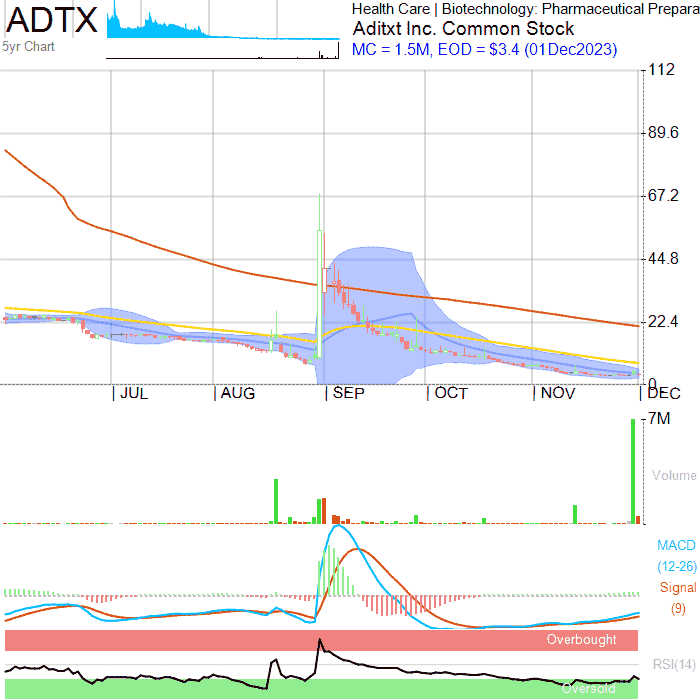 ADTX
5yr Chart
Health Care | Biotechnology: Pharmaceutical Prepara
Aditxt Inc. Common Stock
MC = 1.5M, EOD = $3.4 (01Dec2023)
112
89.6
67.2
44.8
22.4
0
JUL AUG SEP OCT NOV DEC
7M
Volume
MACD
(12-26)
Signal
(9)
Overbought
RSI(14)
Oversold